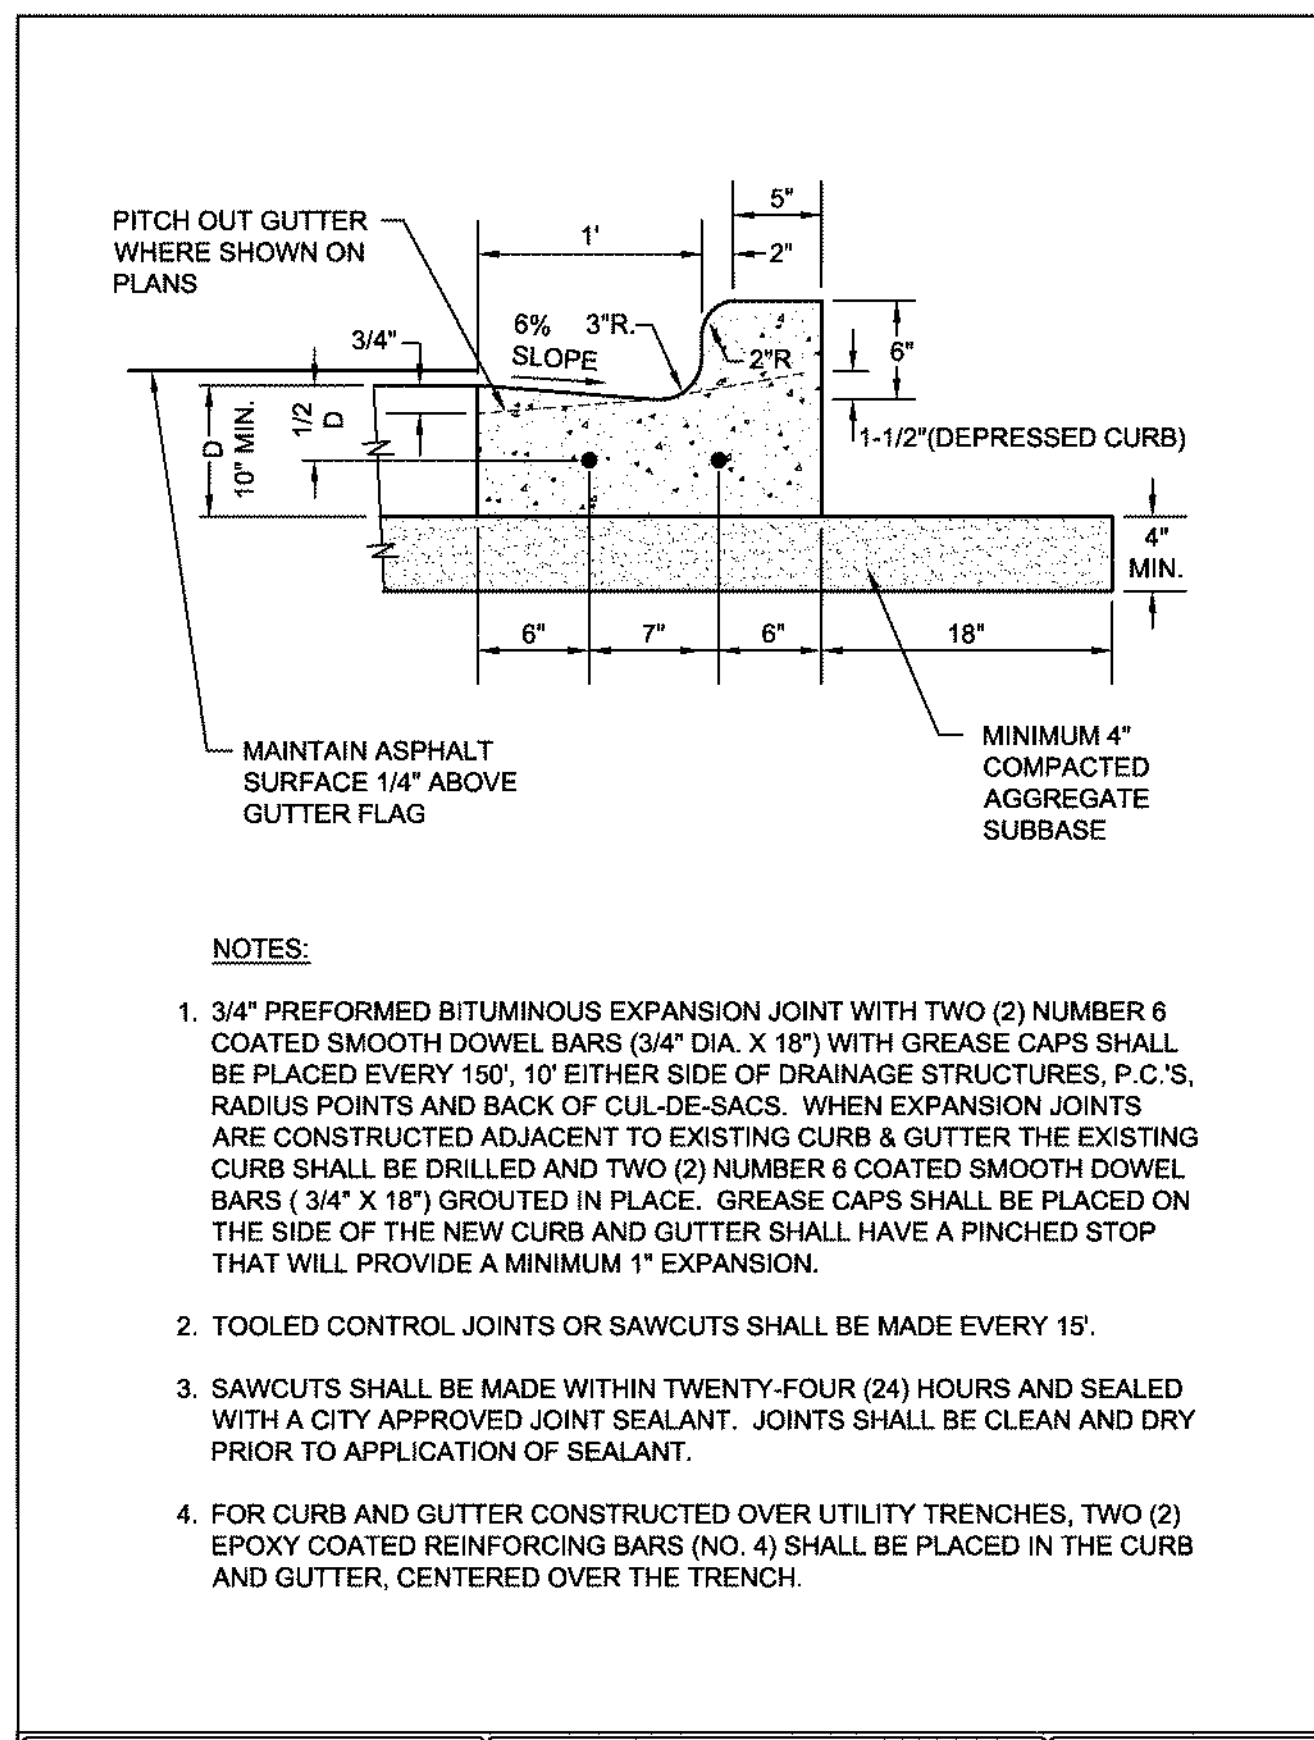 5"
1'
2"
PITCH OUT GUTTER
WHERE SHOWN ON
PLANS
3/4"
6%
SLOPE
3"R.
2"R
6"
1-1/2"(DEPRESSED CURB)
D
10" MIN.
1/2
D
4"
MIN.
6"
7"
6"
18"
MAINTAIN ASPHALT
SURFACE 1/4" ABOVE
GUTTER FLAG
MINIMUM 4"
COMPACTED
AGGREGATE
SUBBASE
NOTES:
1. 3/4" PREFORMED BITUMINOUS EXPANSION JOINT WITH TWO (2) NUMBER 6
COATED SMOOTH DOWEL BARS (3/4" DIA. X 18") WITH GREASE CAPS SHALL
BE PLACED EVERY 150', 10' EITHER SIDE OF DRAINAGE STRUCTURES, P.C.'S,
RADIUS POINTS AND BACK OF CUL-DE-SACS. WHEN EXPANSION JOINTS
ARE CONSTRUCTED ADJACENT TO EXISTING CURB & GUTTER THE EXISTING
CURB SHALL BE DRILLED AND TWO (2) NUMBER 6 COATED SMOOTH DOWEL
BARS ( 3/4" X 18") GROUTED IN PLACE. GREASE CAPS SHALL BE PLACED ON
THE SIDE OF THE NEW CURB AND GUTTER SHALL HAVE A PINCHED STOP
THAT WILL PROVIDE A MINIMUM 1" EXPANSION.
2. TOOLED CONTROL JOINTS OR SAWCUTS SHALL BE MADE EVERY 15'.
3. SAWCUTS SHALL BE MADE WITHIN TWENTY-FOUR (24) HOURS AND SEALED
WITH A CITY APPROVED JOINT SEALANT. JOINTS SHALL BE CLEAN AND DRY
PRIOR TO APPLICATION OF SEALANT.
4. FOR CURB AND GUTTER CONSTRUCTED OVER UTILITY TRENCHES, TWO (2)
EPOXY COATED REINFORCING BARS (NO. 4) SHALL BE PLACED IN THE CURB
AND GUTTER, CENTERED OVER THE TRENCH.